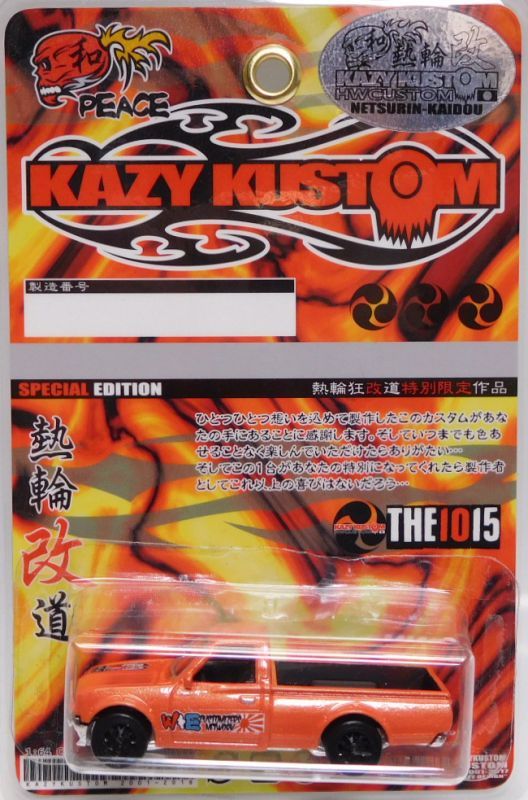 和
PEACE
和 熱輪改
KAZYKUSTOM
HWCUSTOM
NETSURIN-KAIDOU
KAZY KUSTOM
製造番号
SPECIAL EDITION
熱輪狂改道特別限定作品
熱輪改道
ひとつひとつ想いを込めて製作したこのカスタムがあな
たの手にあることに感謝します。そしていつまでも色あ
せることなく楽しんでいただけたらありがたい…
そしてこの1台があなたの特別になってくれたら製作者
としてこれ以上の喜びはないだろう…
KAZY KUSTOM
THE1015
1:64
KAZYKUSTOM 2001-2016